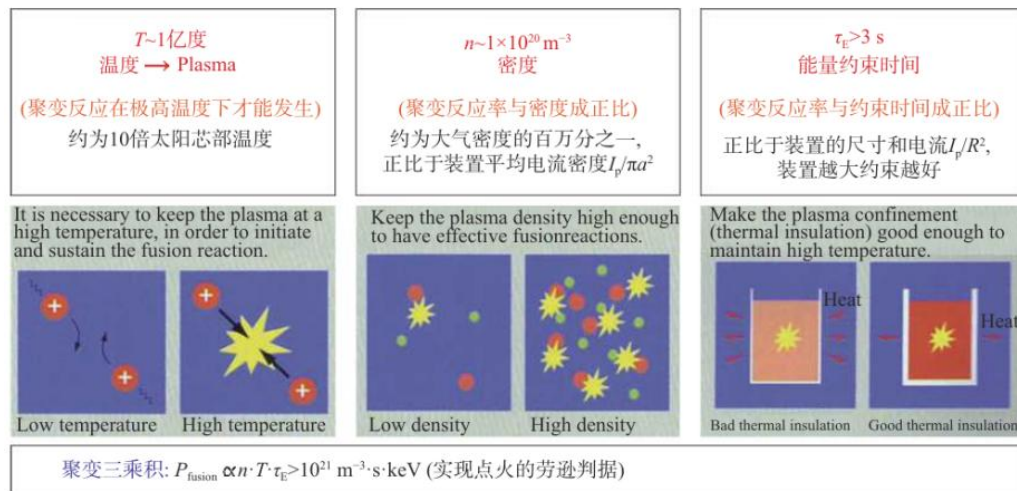 T~1亿度
温度 → Plasma
(聚变反应在极高温度下才能发生)
约为10倍太阳芯部温度
n~1×10²⁰ m⁻³
密度
(聚变反应率与密度成正比)
约为大气密度的百万分之一,
正比于装置平均电流密度Iₚ/πa²
τ_E>3 s
能量约束时间
(聚变反应率与约束时间成正比)
正比于装置的尺寸和电流Iₚ/R²,
装置越大约束越好
It is necessary to keep the plasma at a
high temperature, in order to initiate
and sustain the fusion reaction.
Low temperature
High temperature
Keep the plasma density high enough
to have effective fusionreactions.
Low density
High density
Make the plasma confinement
(thermal insulation) good enough to
maintain high temperature.
Heat
Heat
Bad thermal insulation
Good thermal insulation
聚变三乘积: P_fusion ∝n·T·τ_E>10²¹ m⁻³·s·keV (实现点火的劳逊判据)